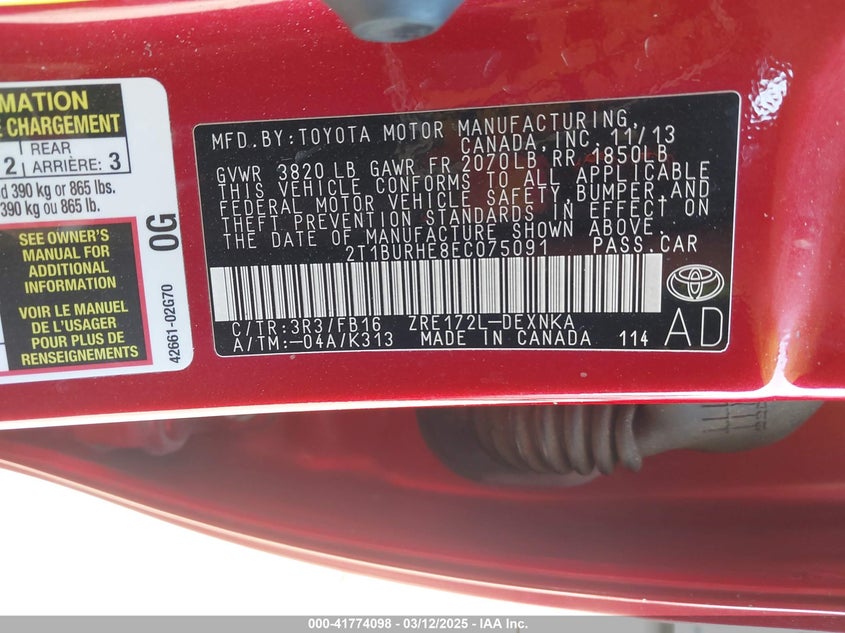 MATION
E CHARGEMENT
2 REAR
ARRIÈRE: 3
d 390 kg or 865 lbs.
390 kg ou 865 lb.
SEE OWNER'S
MANUAL FOR
ADDITIONAL
INFORMATION
VOIR LE MANUEL
DE L'USAGER
POUR PLUS DE
RENSEIGNEMENTS
42661-02G70 0G
MFD.BY:TOYOTA MOTOR MANUFACTURING,
CANADA,INC. 11/13
GVWR 3820 LB GAWR FR 2070LB,RR 1850LB
THIS VEHICLE CONFORMS TO ALL APPLICABLE
FEDERAL MOTOR VEHICLE SAFETY,BUMPER,AND
THEFT PREVENTION STANDARDS IN EFFECT ON
THE DATE OF MANUFACTURE SHOWN ABOVE.
2T1BURHE8EC075091 PASS.CAR
C/TR:3R3/FB16 ZRE172L-DEXNKA
A/TM:-04A/K313 MADE IN CANADA 114
AD
000-41774098 - 03/12/2025 - IAA Inc.